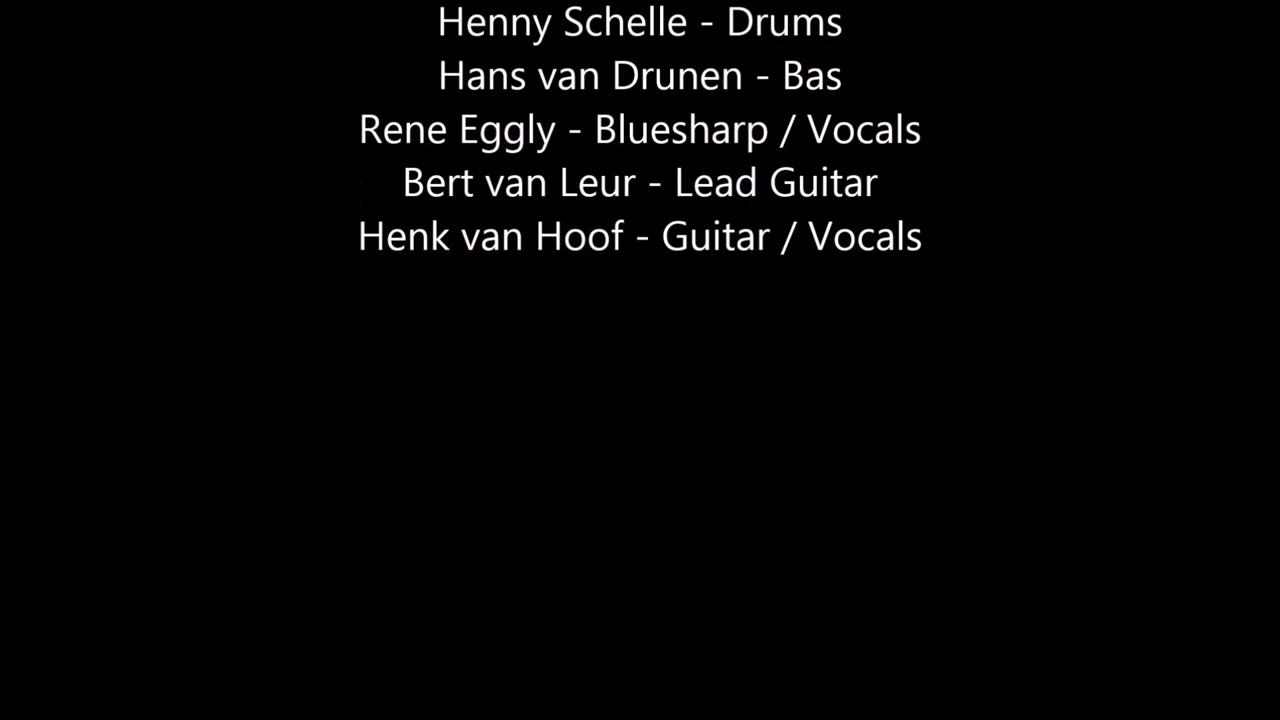 Henny Schelle - Drums
Hans van Drunen - Bas
Rene Eggly - Bluesharp / Vocals
Bert van Leur - Lead Guitar
Henk van Hoof - Guitar / Vocals